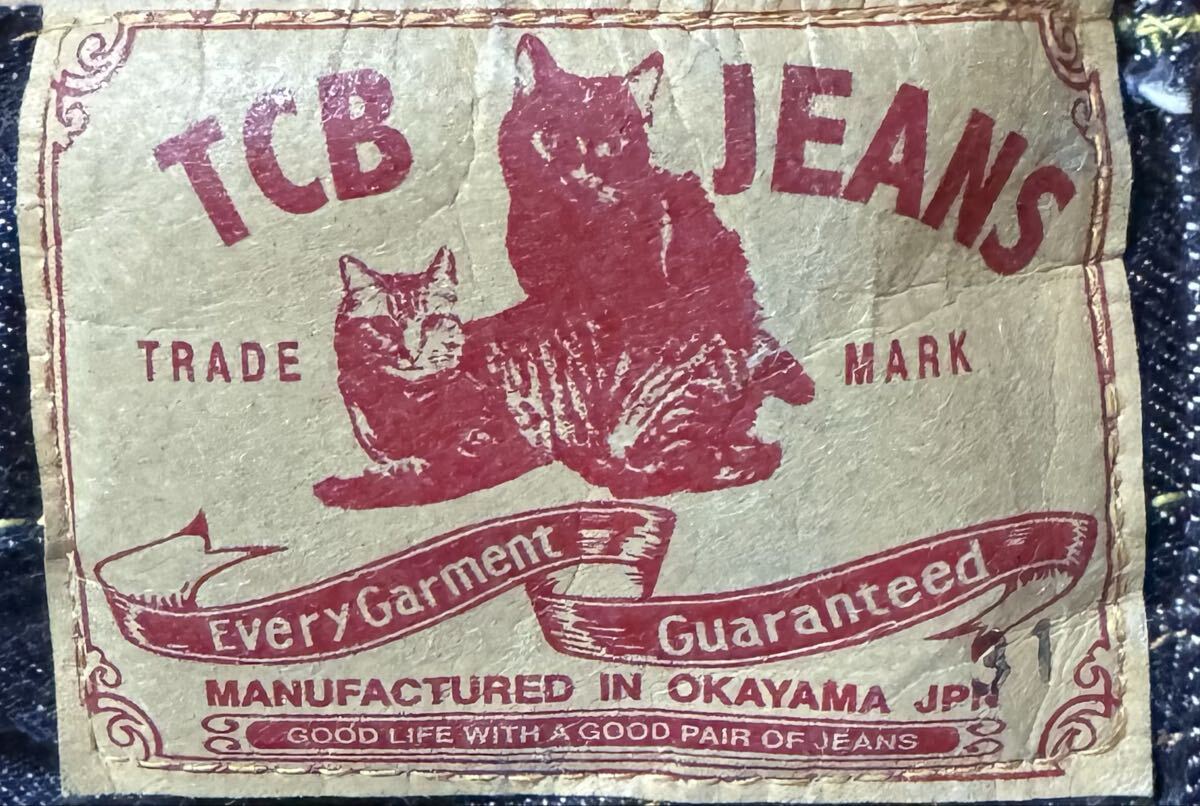 TCB JEANS
TRADE MARK
Every Garment Guaranteed
31
MANUFACTURED IN OKAYAMA JPN
GOOD LIFE WITH A GOOD PAIR OF JEANS